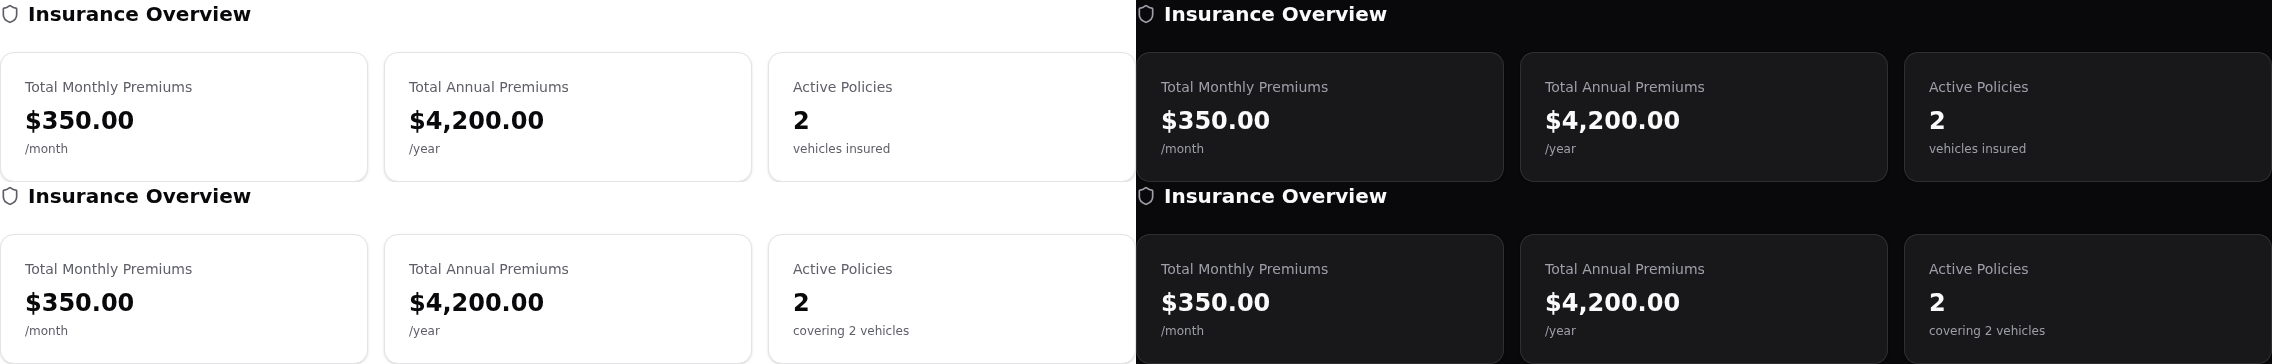 Insurance Overview
Total Monthly Premiums
$350.00
/month
Total Annual Premiums
$4,200.00
/year
Active Policies
2
vehicles insured
Insurance Overview
Total Monthly Premiums
$350.00
/month
Total Annual Premiums
$4,200.00
/year
Active Policies
2
vehicles insured
Insurance Overview
Total Monthly Premiums
$350.00
/month
Total Annual Premiums
$4,200.00
/year
Active Policies
2
covering 2 vehicles
Insurance Overview
Total Monthly Premiums
$350.00
/month
Total Annual Premiums
$4,200.00
/year
Active Policies
2
covering 2 vehicles